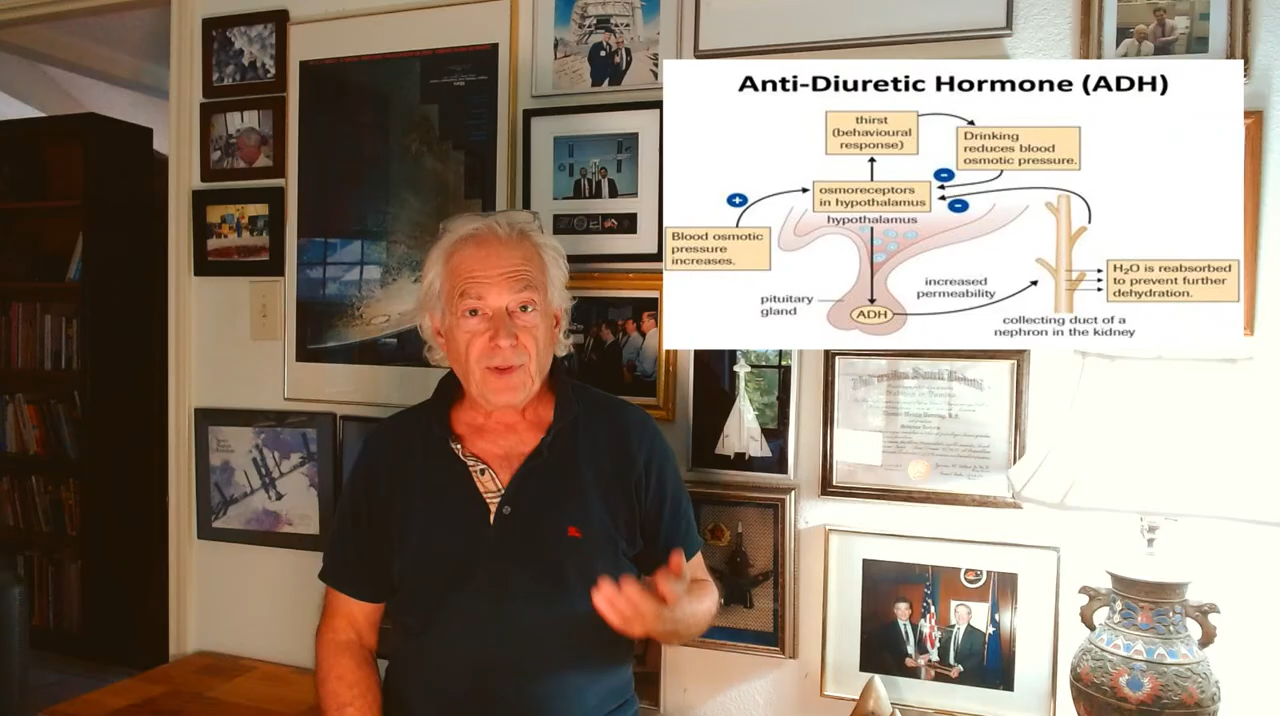 Anti-Diuretic Hormone (ADH)
thirst
(behavioural
response)
Drinking
reduces blood
osmotic pressure.
osmoreceptors
in hypothalamus
hypothalamus
Blood osmotic
pressure
increases.
increased
permeability
pituitary
gland
ADH
H₂O is reabsorbed
to prevent further
dehydration.
collecting duct of a
nephron in the kidney